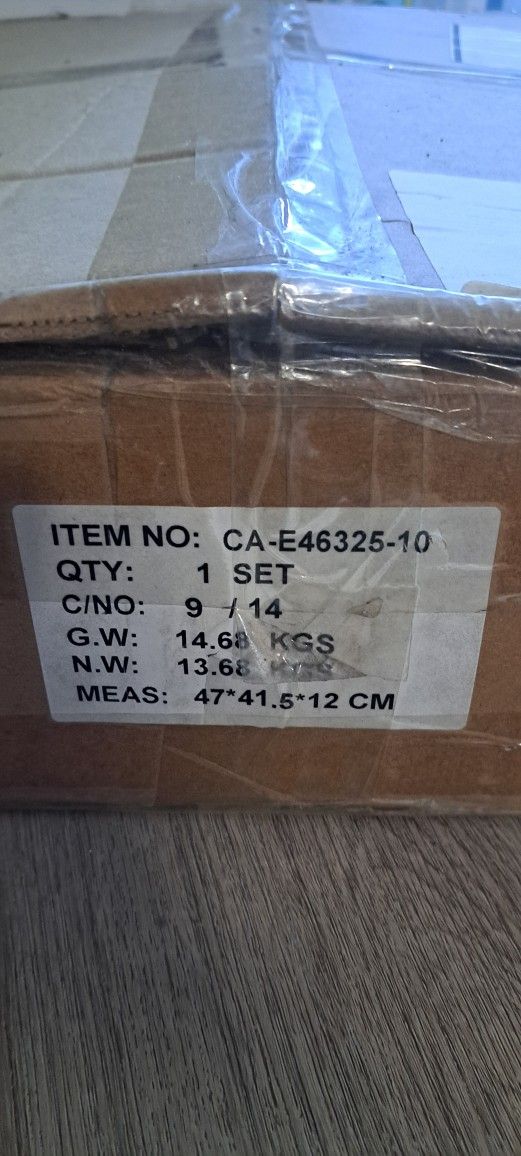 ITEM NO: CA-E46325-10
QTY: 1 SET
C/NO: 9 / 14
G.W: 14.68 KGS
N.W: 13.68 KGS
MEAS: 47*41.5*12 CM